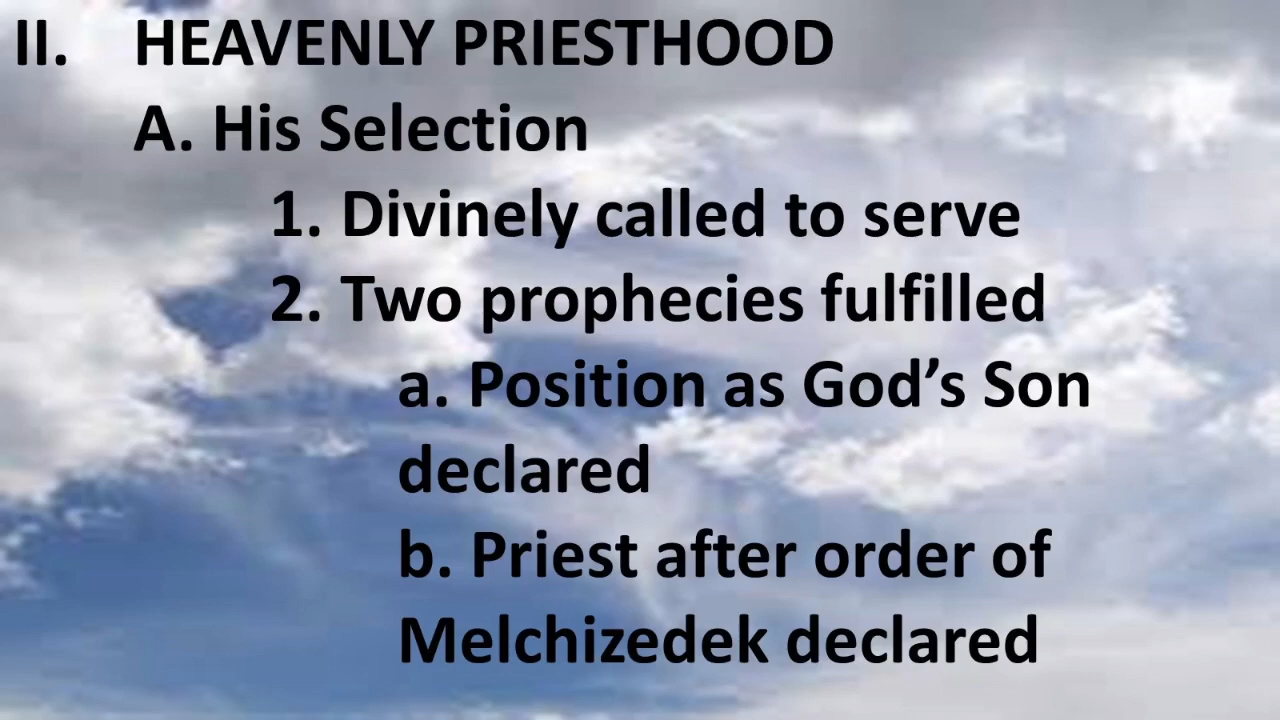 II. HEAVENLY PRIESTHOOD
A. His Selection
1. Divinely called to serve
2. Two prophecies fulfilled
a. Position as God’s Son
declared
b. Priest after order of
Melchizedek declared